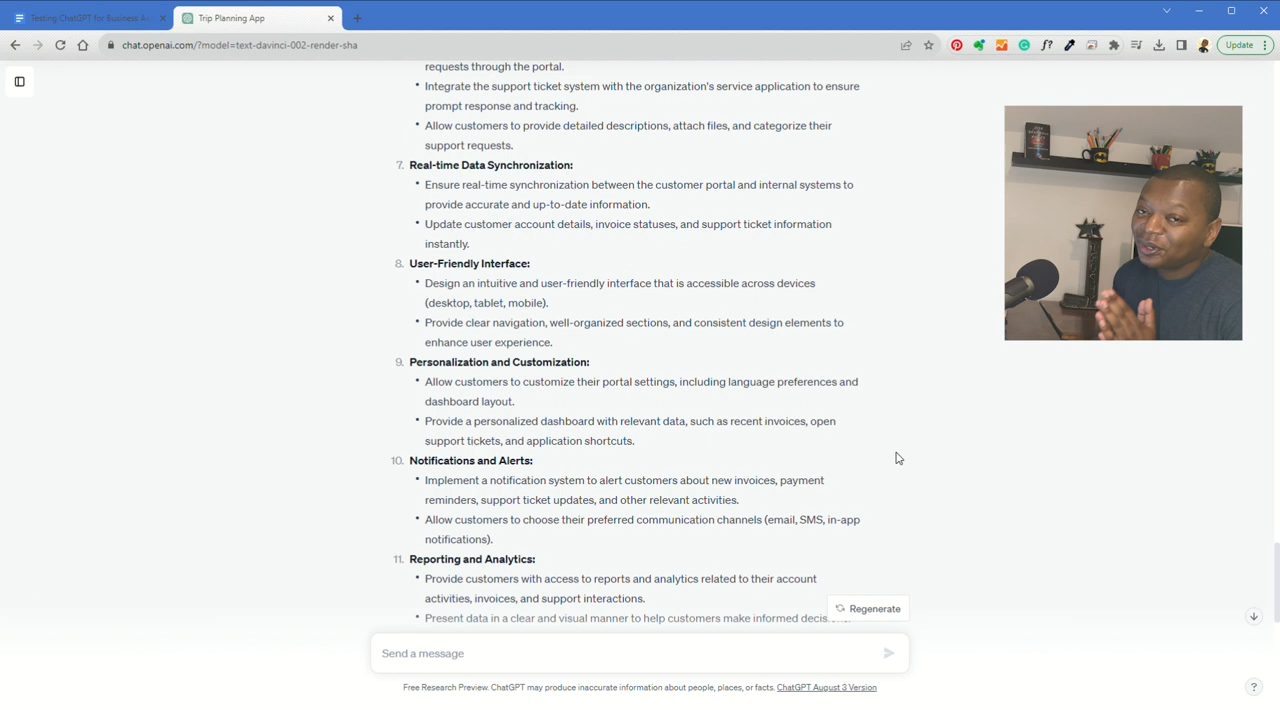 Testing ChatGPT for Business An
Trip Planning App
chat.openai.com/?model=text-davinci-002-render-sha
Update
requests through the portal.
• Integrate the support ticket system with the organization's service application to ensure
prompt response and tracking.
• Allow customers to provide detailed descriptions, attach files, and categorize their
support requests.
7. Real-time Data Synchronization:
• Ensure real-time synchronization between the customer portal and internal systems to
provide accurate and up-to-date information.
• Update customer account details, invoice statuses, and support ticket information
instantly.
8. User-Friendly Interface:
• Design an intuitive and user-friendly interface that is accessible across devices
(desktop, tablet, mobile).
• Provide clear navigation, well-organized sections, and consistent design elements to
enhance user experience.
9. Personalization and Customization:
• Allow customers to customize their portal settings, including language preferences and
dashboard layout.
• Provide a personalized dashboard with relevant data, such as recent invoices, open
support tickets, and application shortcuts.
10. Notifications and Alerts:
• Implement a notification system to alert customers about new invoices, payment
reminders, support ticket updates, and other relevant activities.
• Allow customers to choose their preferred communication channels (email, SMS, in-app
notifications).
11. Reporting and Analytics:
• Provide customers with access to reports and analytics related to their account
activities, invoices, and support interactions.
• Present data in a clear and visual manner to help customers make informed
Regenerate
Send a message
Free Research Preview. ChatGPT may produce inaccurate information about people, places, or facts. ChatGPT August 3 Version